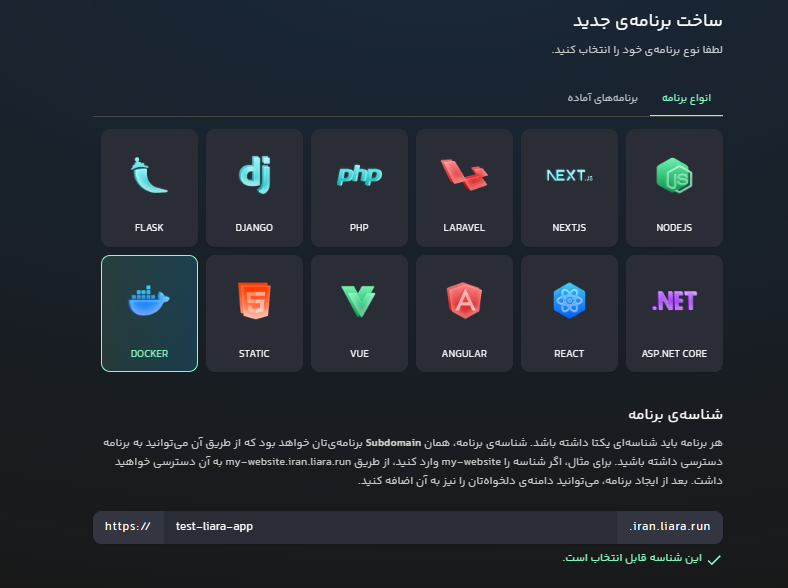 ساخت برنامه‌ی جدید
لطفا نوع برنامه‌ی خود را انتخاب کنید.
انواع برنامه
برنامه‌های آماده
NODEJS
NEXT.JS
NEXTJS
LARAVEL
php
PHP
dj
DJANGO
FLASK
.NET
ASP.NET CORE
REACT
ANGULAR
VUE
STATIC
DOCKER
شناسه‌ی برنامه
هر برنامه باید شناسه‌ای یکتا داشته باشد. شناسه‌ی برنامه، همان Subdomain برنامه‌ی‌تان خواهد بود که از طریق آن می‌توانید به برنامه
دسترسی داشته باشید. برای مثال، اگر شناسه را my-website وارد کنید، از طریق my-website.iran.liara.run به آن دسترسی خواهید
داشت. بعد از ایجاد برنامه، می‌توانید دامنه‌ی دلخواه‌تان را نیز به آن اضافه کنید.
https:// test-liara-app .iran.liara.run
این شناسه قابل انتخاب است.